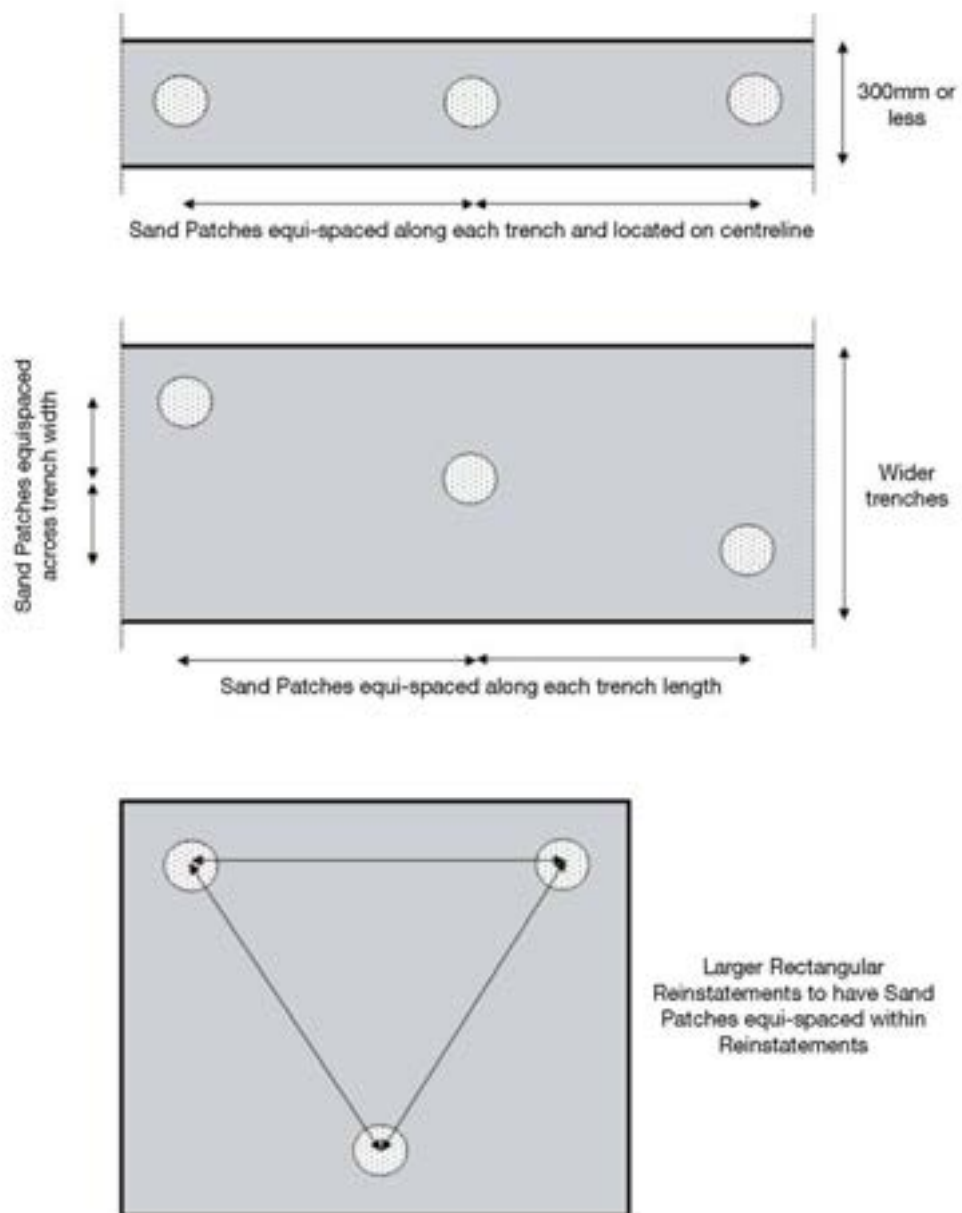 300mm or
less
Sand Patches equi-spaced along each trench and located on centreline
Sand Patches equispaced
across trench width
Wider
trenches
Sand Patches equi-spaced along each trench length
Larger Rectangular
Reinstatements to have Sand
Patches equi-spaced within
Reinstatements